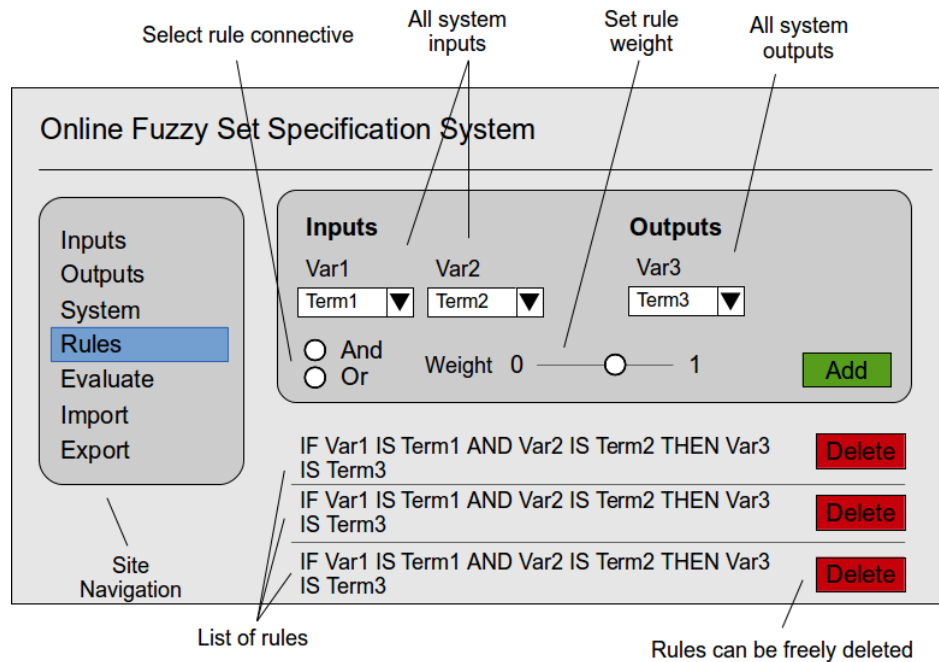 Select rule connective
All system
inputs
Set rule
weight
All system
outputs
Online Fuzzy Set Specification System
Inputs
Outputs
System
Rules
Evaluate
Import
Export
Inputs
Outputs
Var1
Var2
Var3
Term1
Term2
Term3
And
Or
Weight 0 1
Add
IF Var1 IS Term1 AND Var2 IS Term2 THEN Var3
IS Term3
Delete
IF Var1 IS Term1 AND Var2 IS Term2 THEN Var3
IS Term3
Delete
IF Var1 IS Term1 AND Var2 IS Term2 THEN Var3
IS Term3
Delete
Site
Navigation
List of rules
Rules can be freely deleted